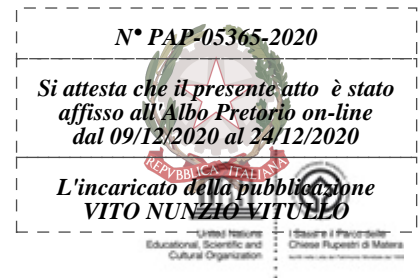 N° PAP-05365-2020
Si attesta che il presente atto è stato
affisso all'Albo Pretorio on-line
dal 09/12/2020 al 24/12/2020
REPVBBLICA ITALIANA
L'incaricato della pubblicazione
VITO NUNZIO VITULLO
United Nations
Educational, Scientific and
Cultural Organization
I Sassi e il Parco delle
Chiese Rupestri di Matera